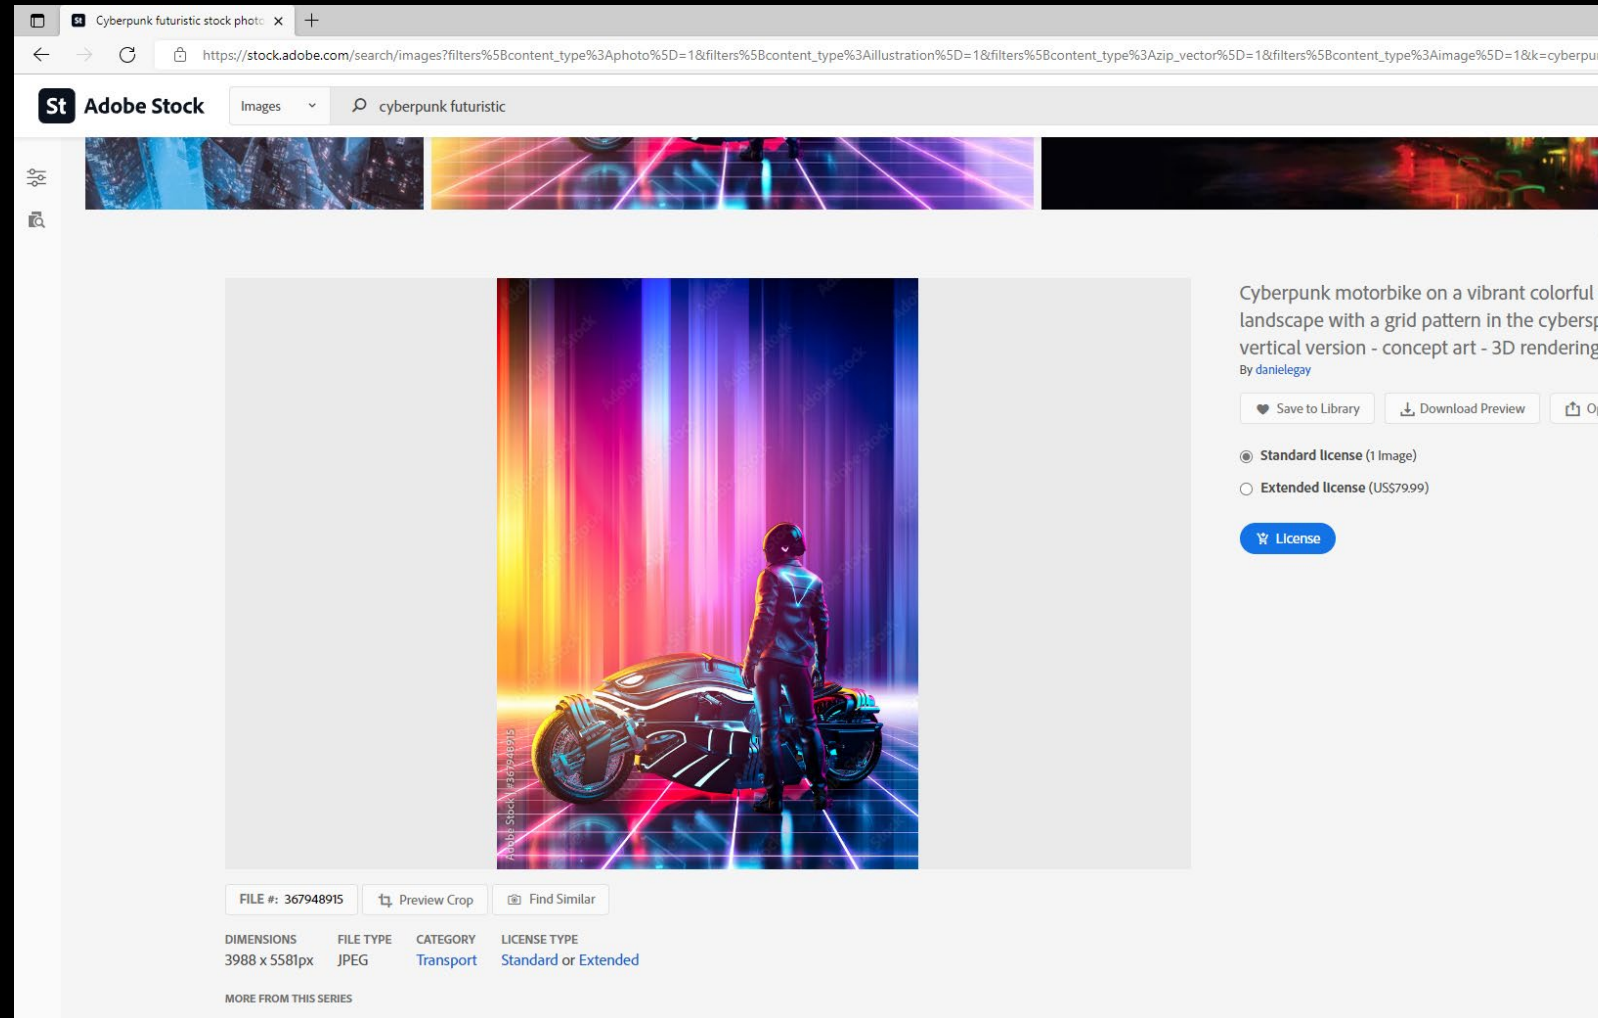 Cyberpunk futuristic stock phot
https://stock.adobe.com/search/images?filters%5Bcontent_type%3Aphoto%5D=1&filters%5Bcontent_type%3Aillustration%5D=1&filters%5Bcontent_type%3Azip_vector%5D=1&filters%5Bcontent_type%3Aimage%5D=1&k=cyberpu
St Adobe Stock Images cyberpunk futuristic
Cyberpunk motorbike on a vibrant colorful
landscape with a grid pattern in the cybersp
vertical version - concept art - 3D rendering
By danielegay
Save to Library Download Preview Op
Standard license (1 Image)
Extended license (US$79.99)
License
Adobe Stock | #367948915
FILE #: 367948915 Preview Crop Find Similar
DIMENSIONS FILE TYPE CATEGORY LICENSE TYPE
3988 x 5581px JPEG Transport Standard or Extended
MORE FROM THIS SERIES